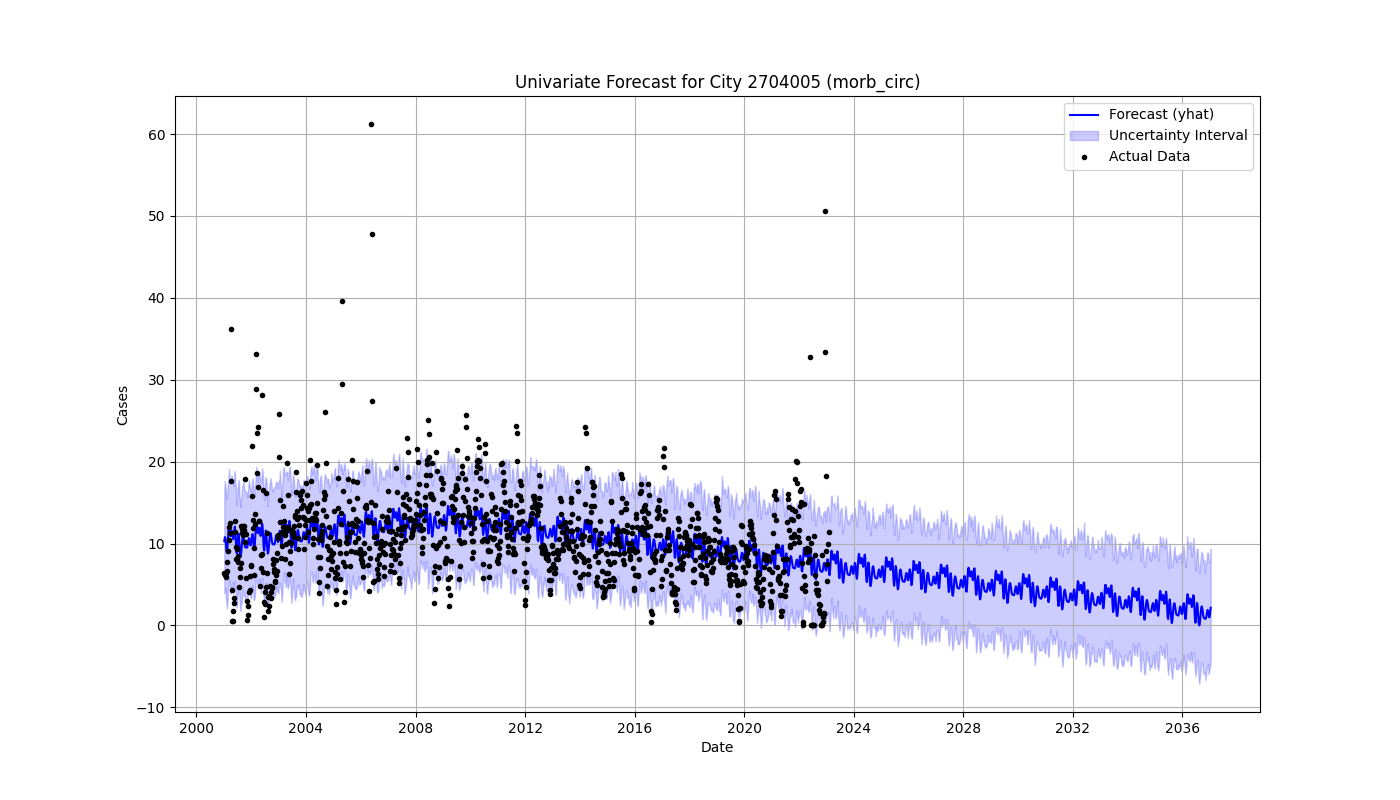 Univariate Forecast for City 2704005 (morb_circ)
Forecast (yhat)
Uncertainty Interval
Actual Data
Cases
60
50
40
30
20
10
0
−10
2000 2004 2008 2012 2016 2020 2024 2028 2032 2036
Date